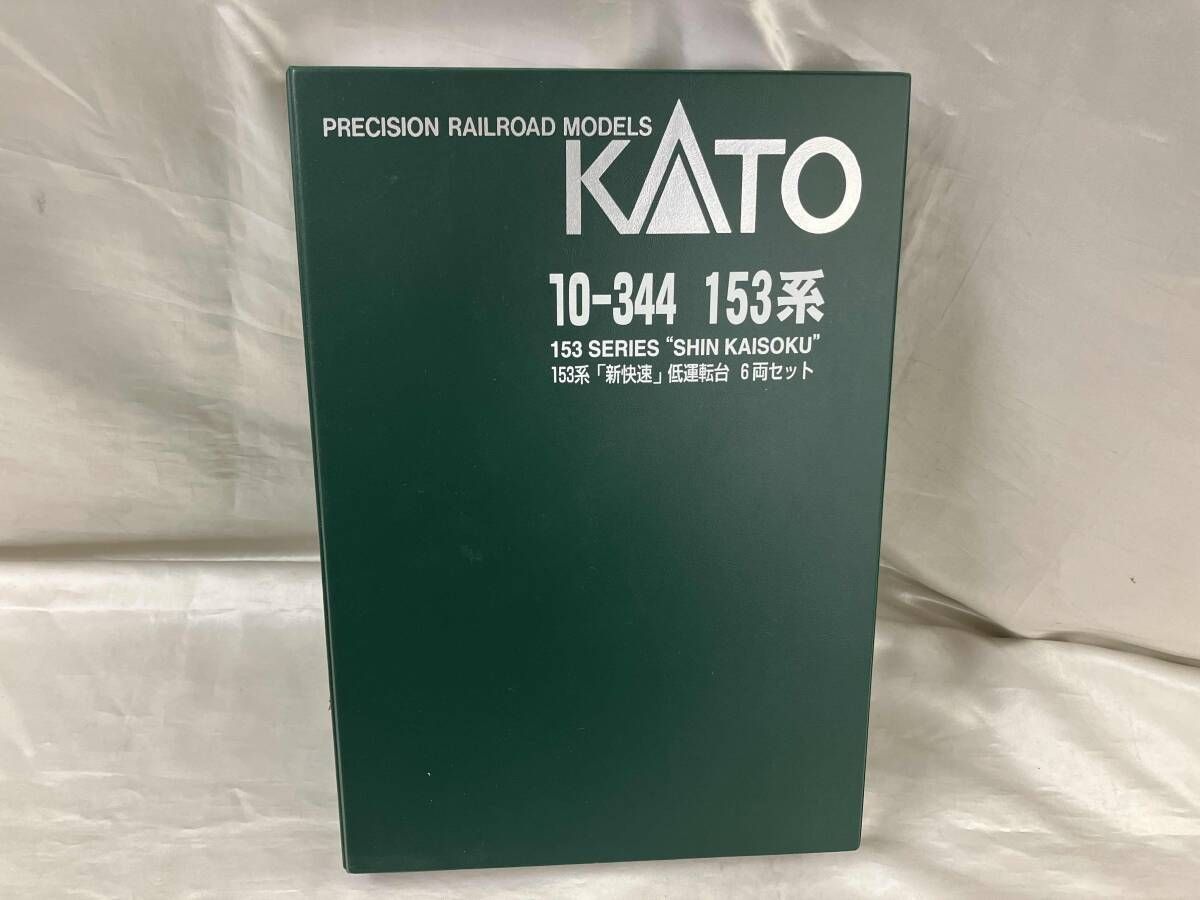 PRECISION RAILROAD MODELS
KATO
10-344 153系
153 SERIES “SHIN KAISOKU”
153系「新快速」低運転台 6両セット